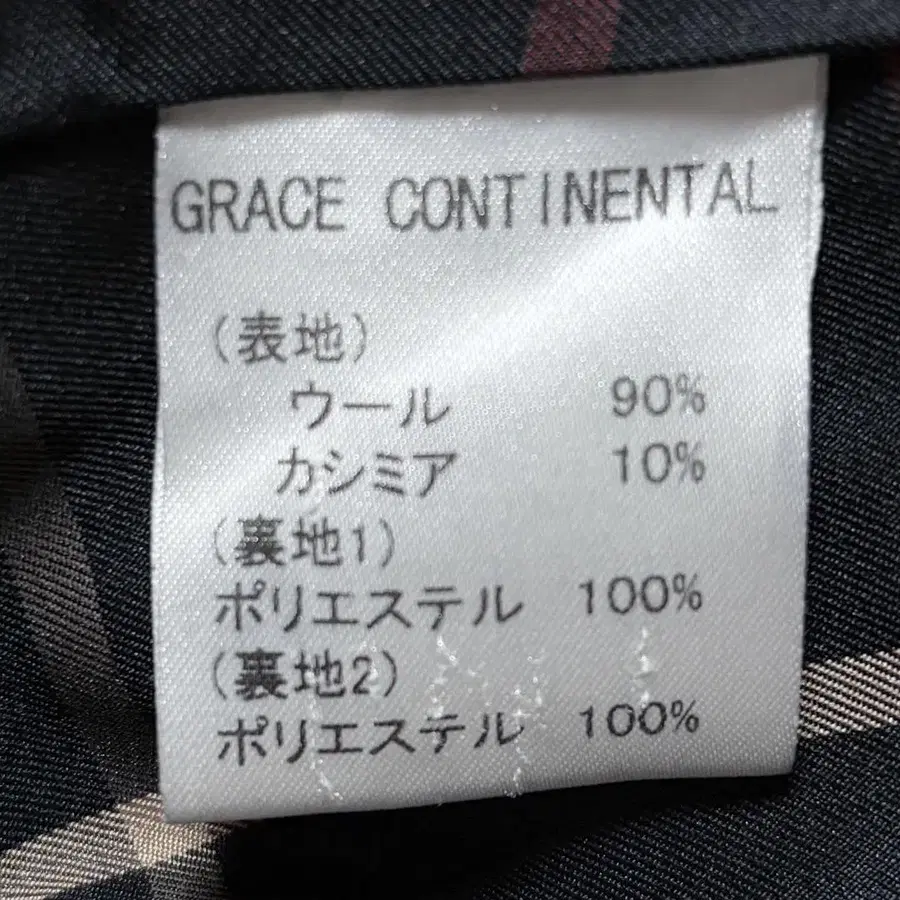 GRACE CONTINENTAL
(表地)
ウール 90%
カシミア 10%
(裏地1)
ポリエステル 100%
(裏地2)
ポリエステル 100%